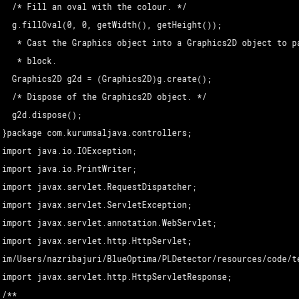 /* Fill an oval with the colour. */
g.fillOval(0, 0, getWidth(), getHeight());
* Cast the Graphics object into a Graphics2D object to pa
* block.
Graphics2D g2d = (Graphics2D)g.create();
/* Dispose of the Graphics2D object. */
g2d.dispose();
}package com.kurumsaljava.controllers;
import java.io.IOException;
import java.io.PrintWriter;
import javax.servlet.RequestDispatcher;
import javax.servlet.ServletException;
import javax.servlet.annotation.WebServlet;
import javax.servlet.http.HttpServlet;
im/Users/nazribajuri/BlueOptima/PLDetector/resources/code/te
import javax.servlet.http.HttpServletResponse;
/**